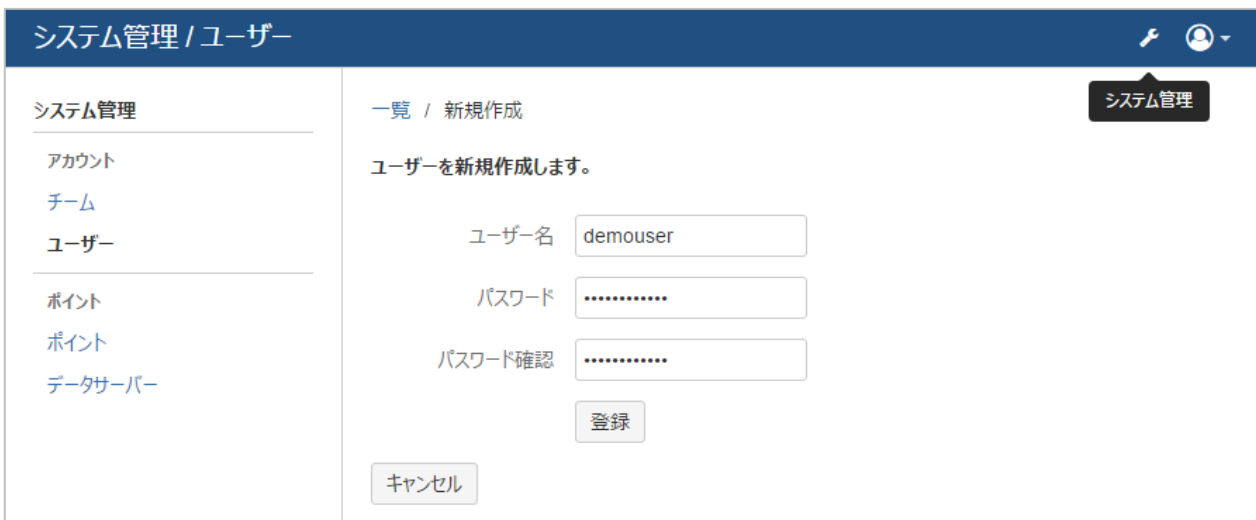 システム管理 / ユーザー
システム管理
システム管理
アカウント
チーム
ユーザー
ポイント
ポイント
データサーバー
一覧 / 新規作成
ユーザーを新規作成します。
ユーザー名 demouser
パスワード ••••••••••••
パスワード確認 ••••••••••••
登録
キャンセル